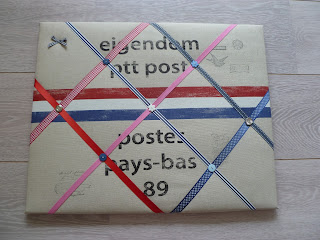 eigendom
ptt post
postes
pays-bas
89